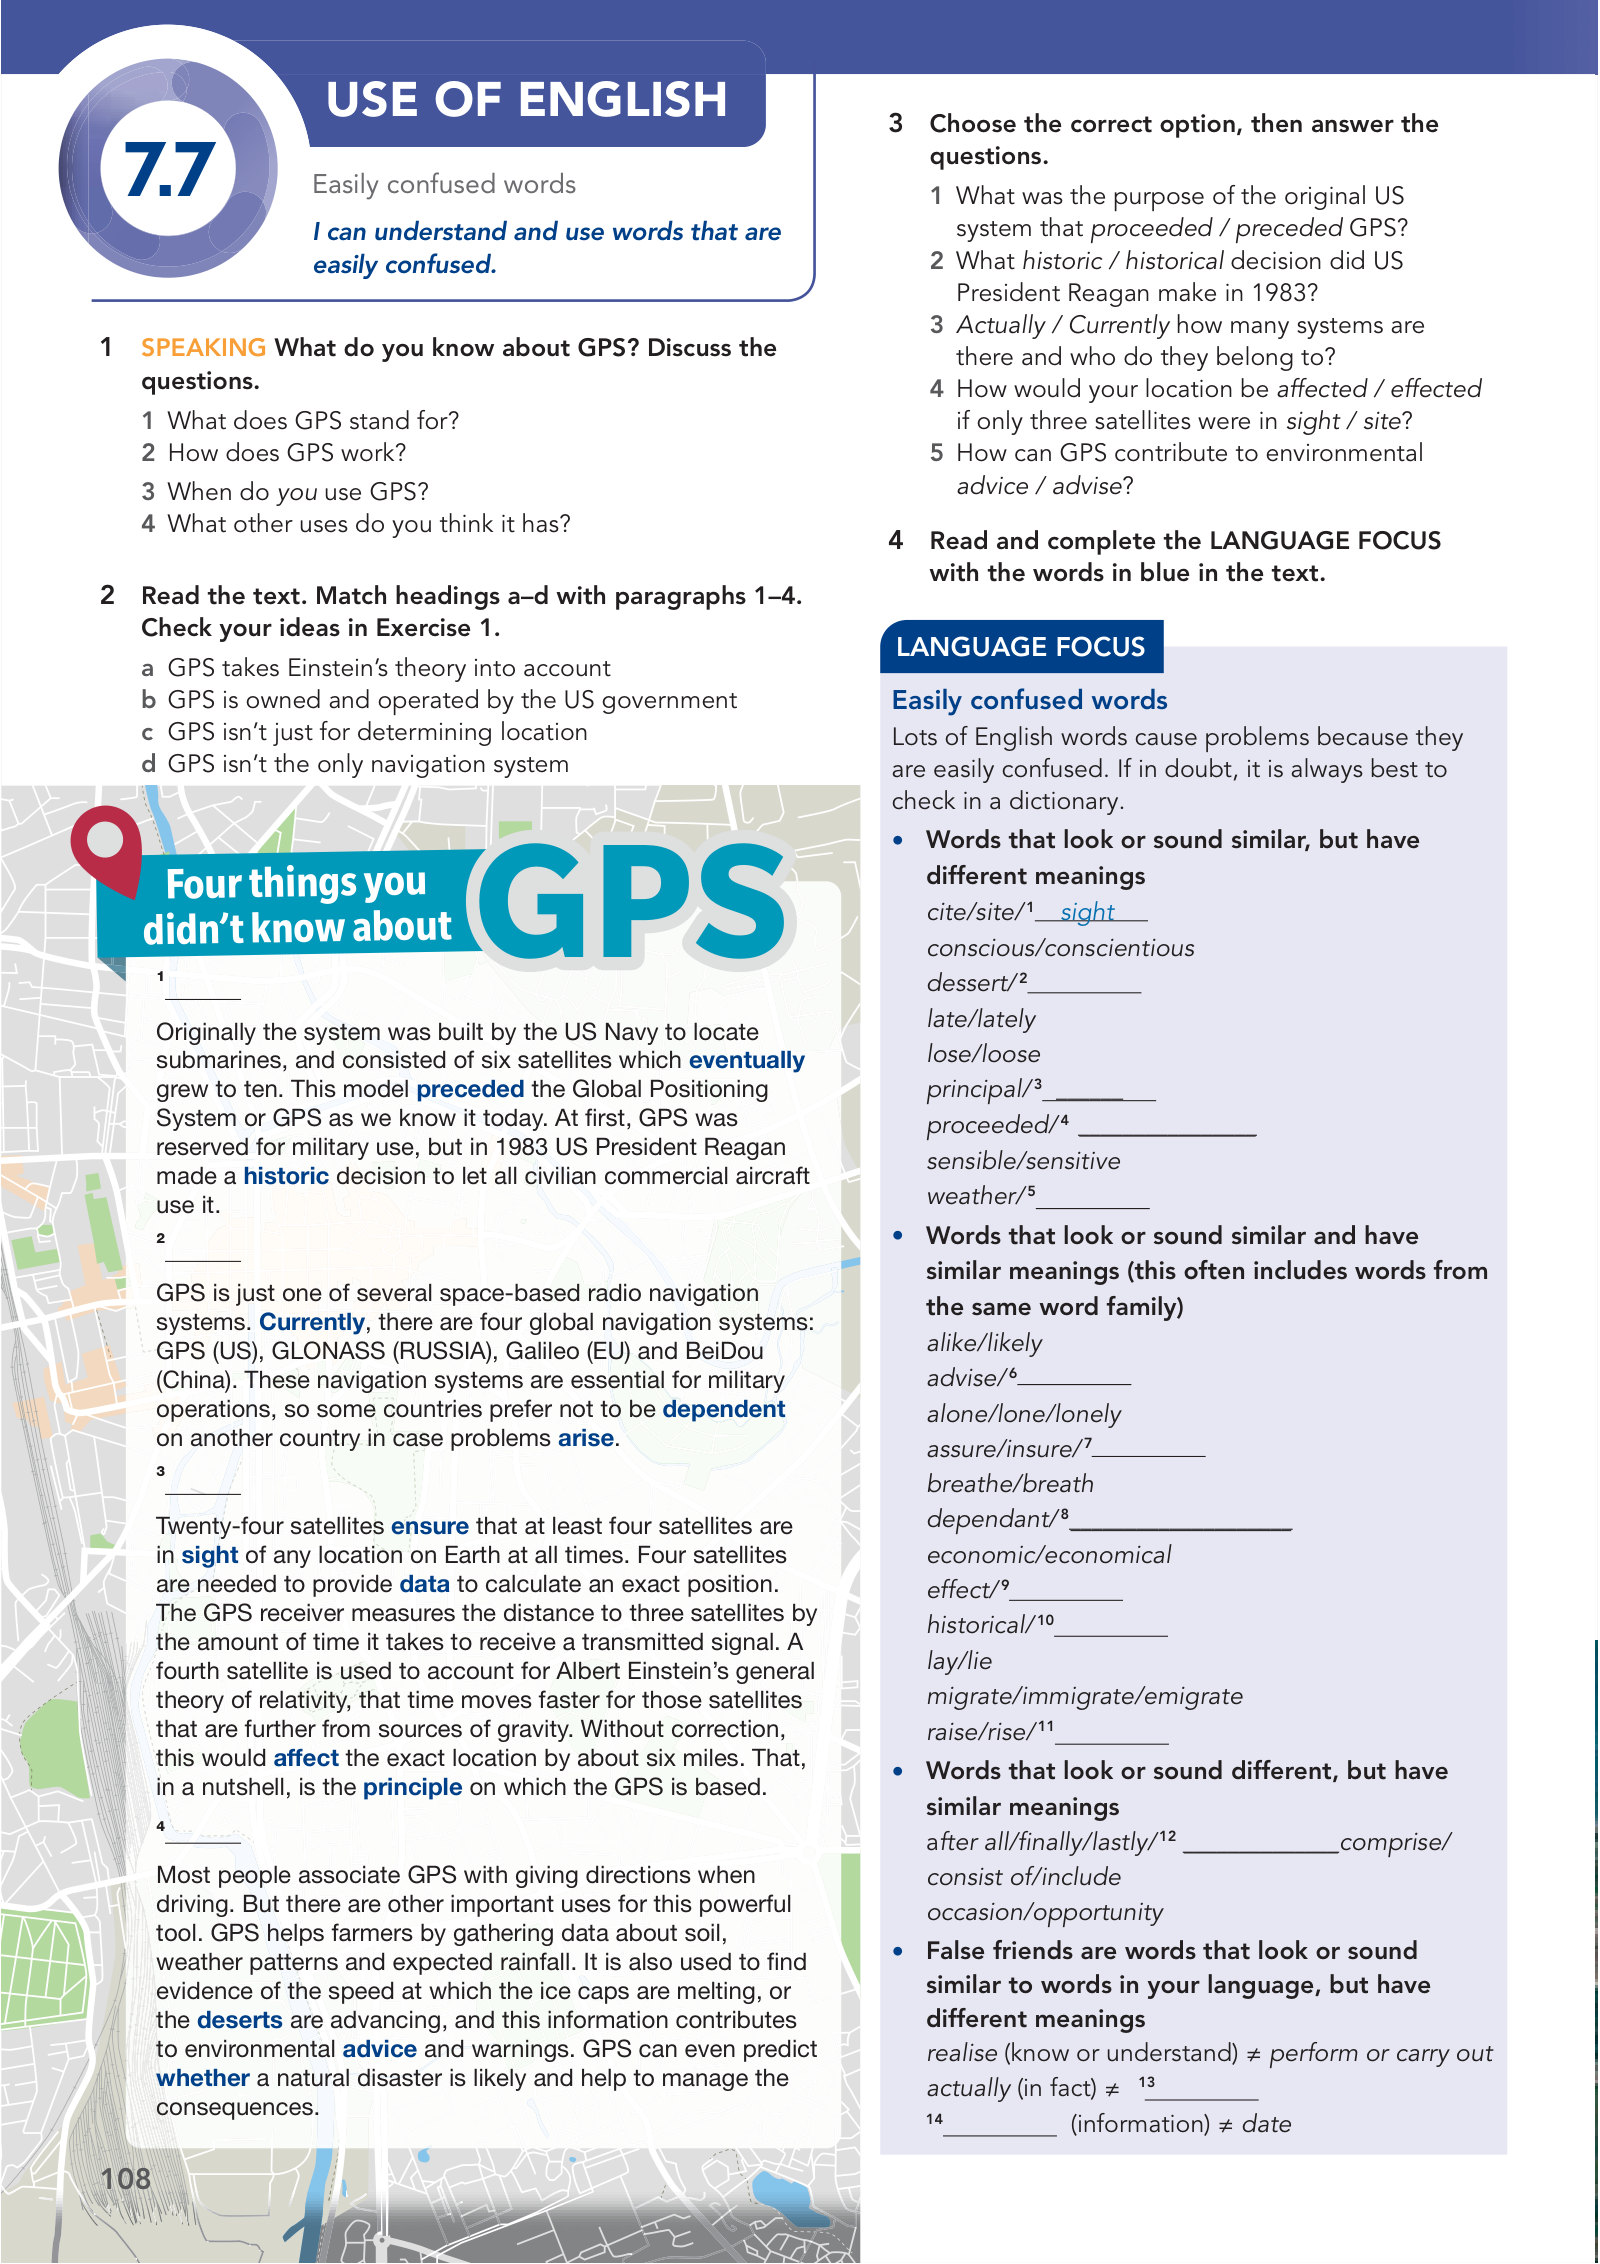 7.7
USE OF ENGLISH
Easily confused words
I can understand and use words that are
easily confused.
1 SPEAKING What do you know about GPS? Discuss the
questions.
1 What does GPS stand for?
2 How does GPS work?
3 When do you use GPS?
4 What other uses do you think it has?
2 Read the text. Match headings a–d with paragraphs 1–4.
Check your ideas in Exercise 1.
a GPS takes Einstein's theory into account
b GPS is owned and operated by the US government
c GPS isn't just for determining location
d GPS isn't the only navigation system
Four things you
didn't know about
GPS
1 ______
Originally the system was built by the US Navy to locate
submarines, and consisted of six satellites which eventually
grew to ten. This model preceded the Global Positioning
System or GPS as we know it today. At first, GPS was
reserved for military use, but in 1983 US President Reagan
made a historic decision to let all civilian commercial aircraft
use it.
2 ______
GPS is just one of several space-based radio navigation
systems. Currently, there are four global navigation systems:
GPS (US), GLONASS (RUSSIA), Galileo (EU) and BeiDou
(China). These navigation systems are essential for military
operations, so some countries prefer not to be dependent
on another country in case problems arise.
3 ______
Twenty-four satellites ensure that at least four satellites are
in sight of any location on Earth at all times. Four satellites
are needed to provide data to calculate an exact position.
The GPS receiver measures the distance to three satellites by
the amount of time it takes to receive a transmitted signal. A
fourth satellite is used to account for Albert Einstein's general
theory of relativity, that time moves faster for those satellites
that are further from sources of gravity. Without correction,
this would affect the exact location by about six miles. That,
in a nutshell, is the principle on which the GPS is based.
4 ______
Most people associate GPS with giving directions when
driving. But there are other important uses for this powerful
tool. GPS helps farmers by gathering data about soil,
weather patterns and expected rainfall. It is also used to find
evidence of the speed at which the ice caps are melting, or
the deserts are advancing, and this information contributes
to environmental advice and warnings. GPS can even predict
whether a natural disaster is likely and help to manage the
consequences.
108
3 Choose the correct option, then answer the
questions.
1 What was the purpose of the original US
system that proceeded / preceded GPS?
2 What historic / historical decision did US
President Reagan make in 1983?
3 Actually / Currently how many systems are
there and who do they belong to?
4 How would your location be affected / effected
if only three satellites were in sight / site?
5 How can GPS contribute to environmental
advice / advise?
4 Read and complete the LANGUAGE FOCUS
with the words in blue in the text.
LANGUAGE FOCUS
Easily confused words
Lots of English words cause problems because they
are easily confused. If in doubt, it is always best to
check in a dictionary.
• Words that look or sound similar, but have
different meanings
cite/site/1 sight
conscious/conscientious
dessert/2 ______
late/lately
lose/loose
principal/3 ______
proceeded/4 ______
sensible/sensitive
weather/5 ______
• Words that look or sound similar and have
similar meanings (this often includes words from
the same word family)
alike/likely
advise/6 ______
alone/lone/lonely
assure/insure/7 ______
breathe/breath
dependant/8 ______
economic/economical
effect/9 ______
historical/10 ______
lay/lie
migrate/immigrate/emigrate
raise/rise/11 ______
• Words that look or sound different, but have
similar meanings
after all/finally/lastly/12 ______comprise/
consist of/include
occasion/opportunity
• False friends are words that look or sound
similar to words in your language, but have
different meanings
realise (know or understand) ≠ perform or carry out
actually (in fact) ≠ 13 ______
14 ______ (information) ≠ date